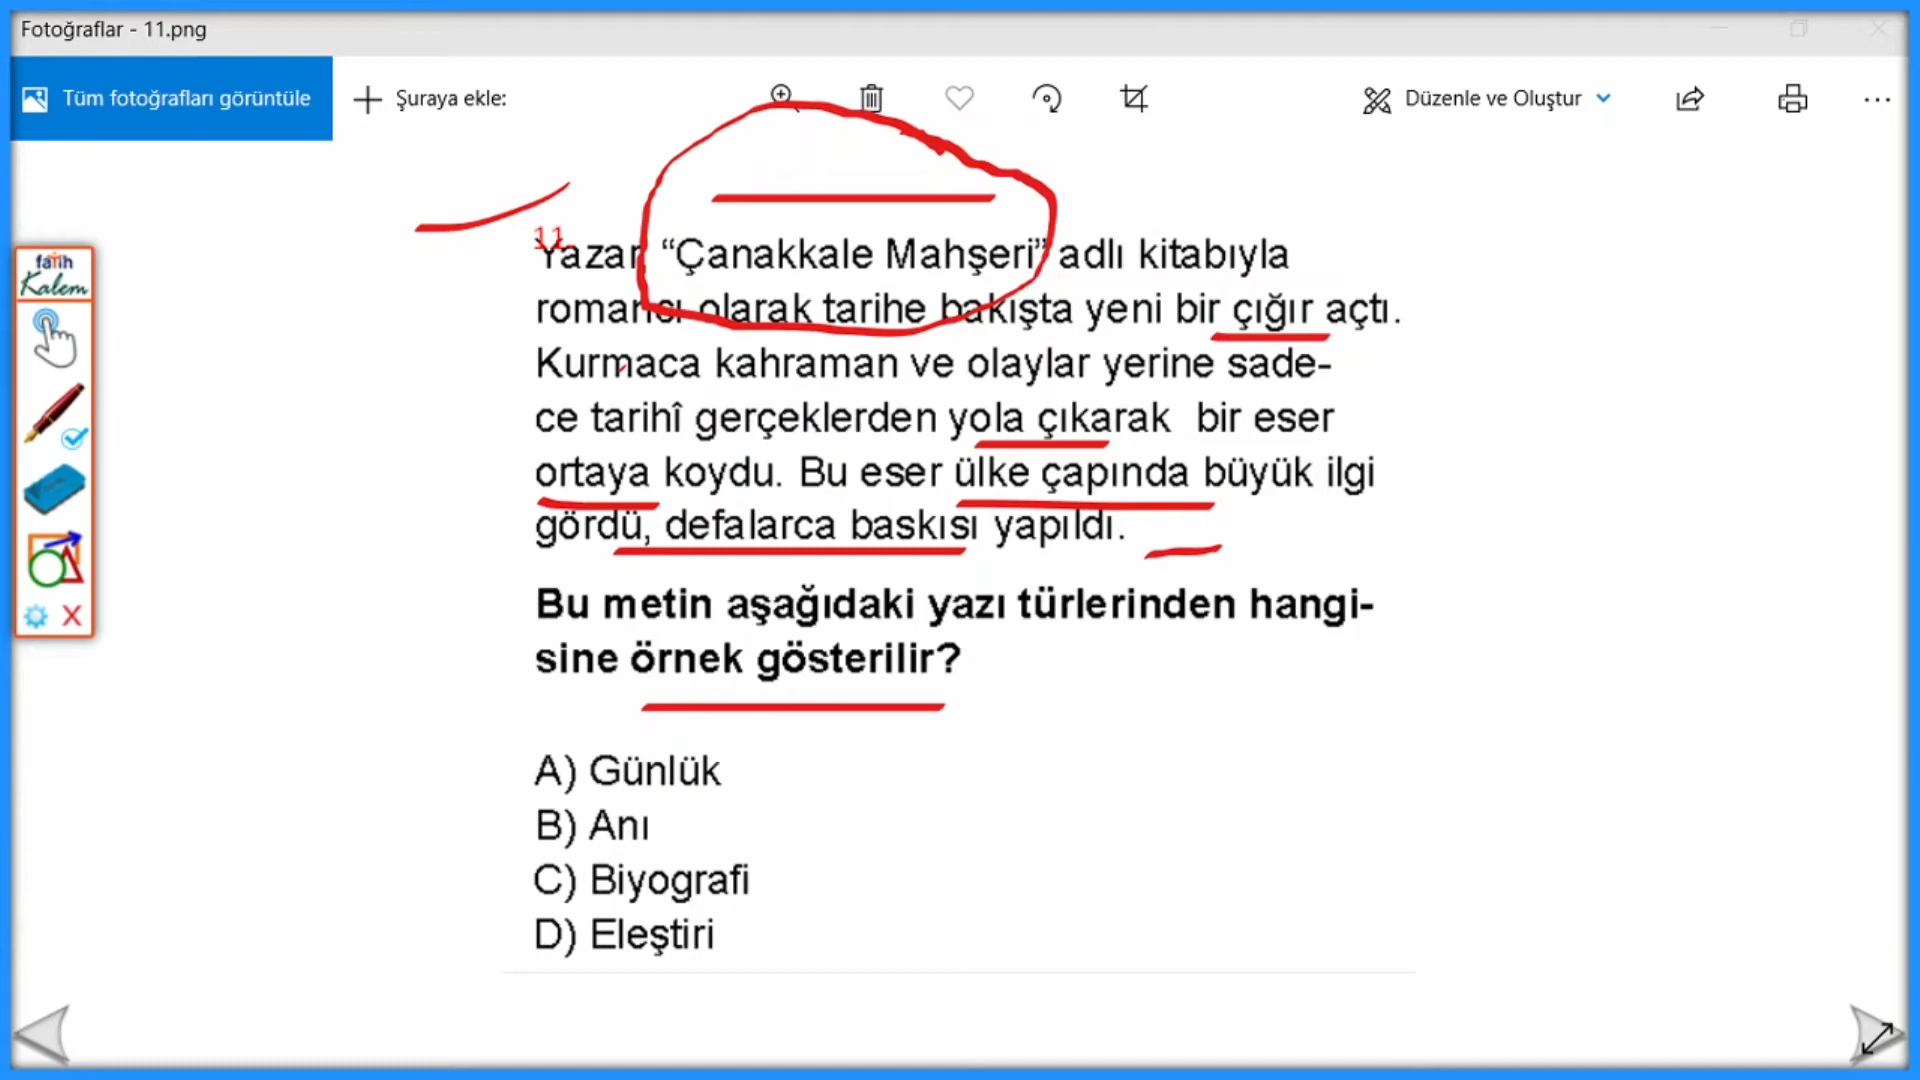 Fotoğraflar - 11.png
Tüm fotoğrafları görüntüle
Şuraya ekle:
Düzenle ve Oluştur
fatih
Kalem
11.
Yazar “Çanakkale Mahşeri” adlı kitabıyla
romancı olarak tarihe bakışta yeni bir çığır açtı.
Kurmaca kahraman ve olaylar yerine sade-
ce tarihî gerçeklerden yola çıkarak bir eser
ortaya koydu. Bu eser ülke çapında büyük ilgi
gördü, defalarca baskısı yapıldı.
Bu metin aşağıdaki yazı türlerinden hangi-
sine örnek gösterilir?
A) Günlük
B) Anı
C) Biyografi
D) Eleştiri